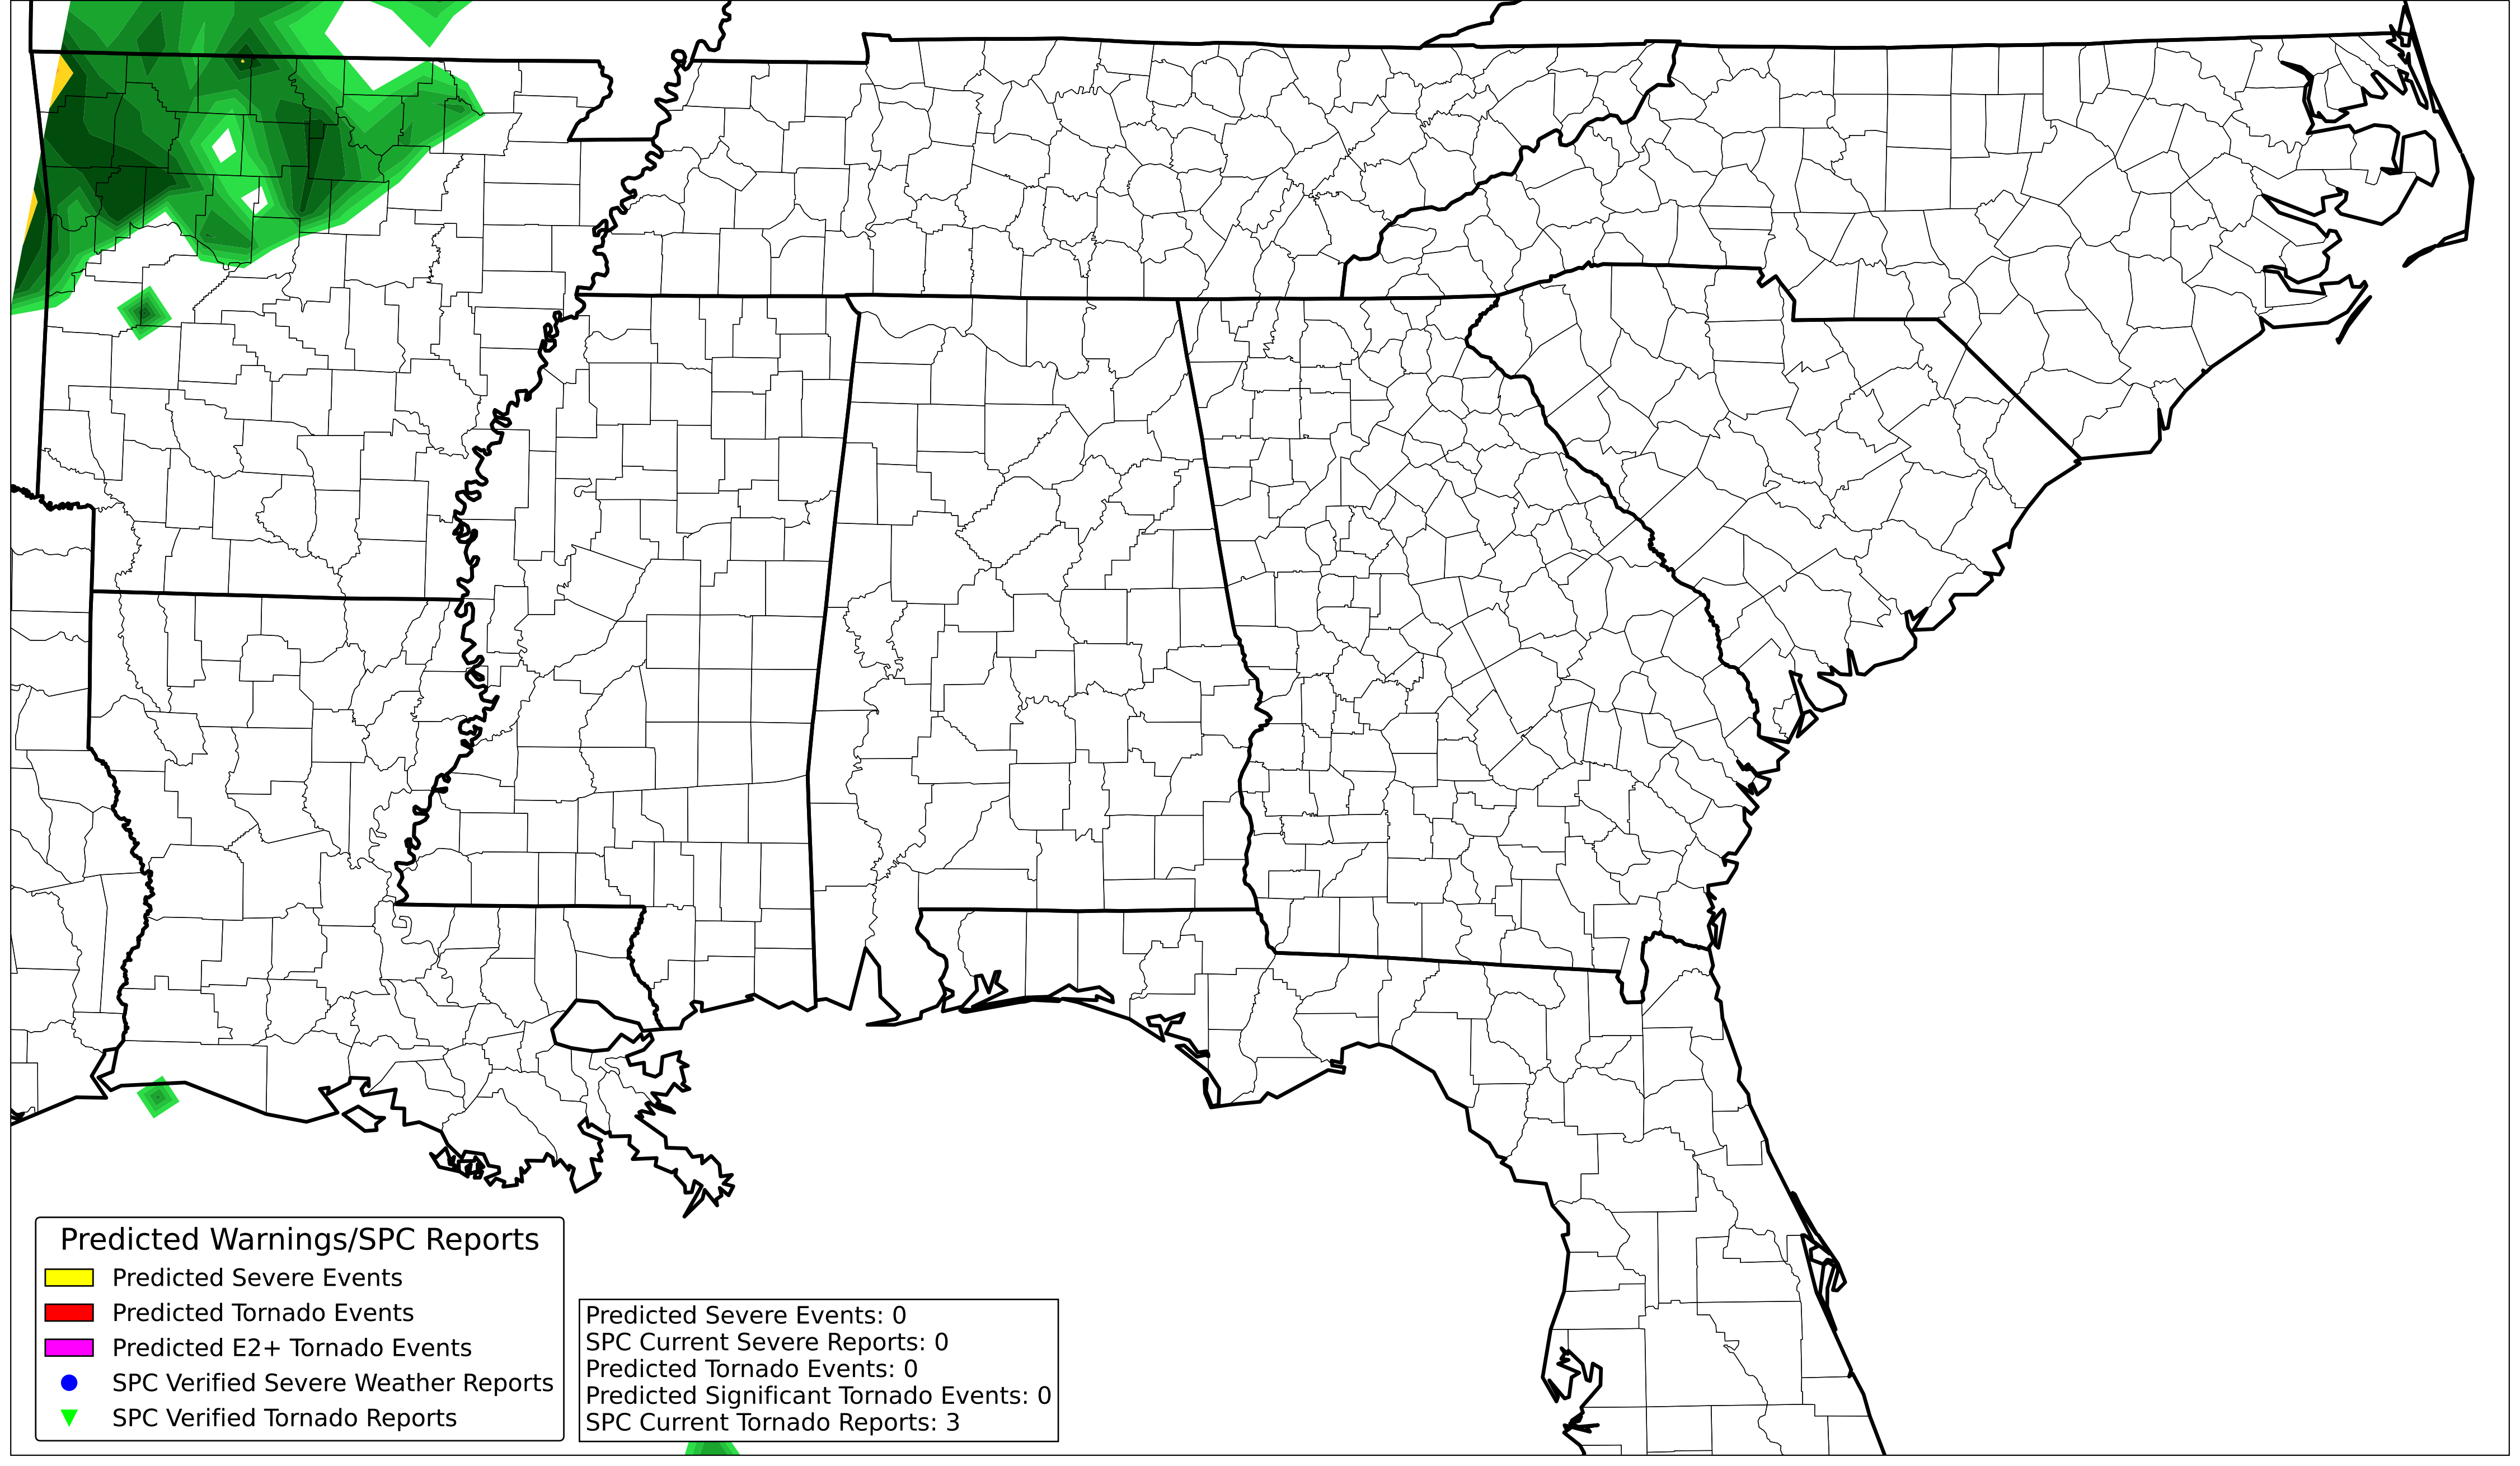 Predicted Warnings/SPC Reports
Predicted Severe Events
Predicted Tornado Events
Predicted E2+ Tornado Events
SPC Verified Severe Weather Reports
SPC Verified Tornado Reports
Predicted Severe Events: 0
SPC Current Severe Reports: 0
Predicted Tornado Events: 0
Predicted Significant Tornado Events: 0
SPC Current Tornado Reports: 3